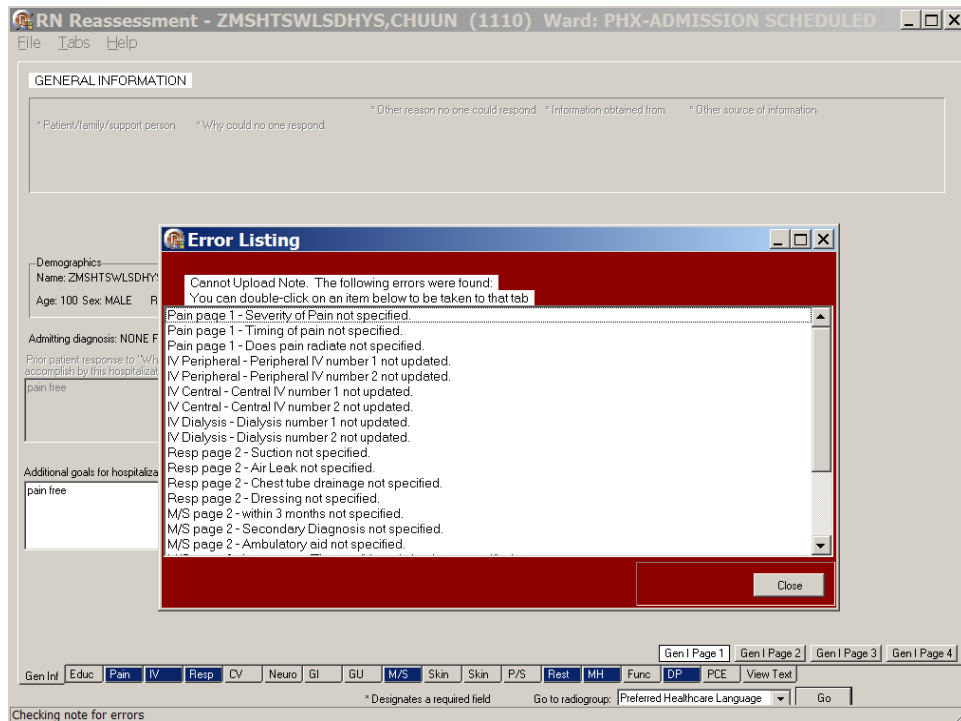 RN Reassessment - ZMSHTSWLSDHYS,CHUUN (1110) Ward: PHX-ADMISSION SCHEDULED
File Tabs Help
GENERAL INFORMATION
* Other reason no one could respond * Information obtained from * Other source of information
* Patient/family/support person * Why could no one respond
Error Listing
Cannot Upload Note. The following errors were found:
You can double-click on an item below to be taken to that tab
Demographics
Name: ZMSHTSWLSDHY
Age: 100 Sex: MALE R
Admitting diagnosis: NONE F
Prior patient response to "Wh
accomplish by this hospitalizat
pain free
Additional goals for hospitaliza
pain free
Pain page 1 - Severity of Pain not specified.
Pain page 1 - Timing of pain not specified.
Pain page 1 - Does pain radiate not specified.
IV Peripheral - Peripheral IV number 1 not updated.
IV Peripheral - Peripheral IV number 2 not updated.
IV Central - Central IV number 1 not updated.
IV Central - Central IV number 2 not updated.
IV Dialysis - Dialysis number 1 not updated.
IV Dialysis - Dialysis number 2 not updated.
Resp page 2 - Suction not specified.
Resp page 2 - Air Leak not specified.
Resp page 2 - Chest tube drainage not specified.
Resp page 2 - Dressing not specified.
M/S page 2 - within 3 months not specified.
M/S page 2 - Secondary Diagnosis not specified.
M/S page 2 - Ambulatory aid not specified.
Close
Gen I Page 1 Gen I Page 2 Gen I Page 3 Gen I Page 4
Gen Inf Educ Pain IV Resp CV Neuro GI GU M/S Skin Skin P/S Rest MH Func DP PCE View Text
* Designates a required field Go to radiogroup: Preferred Healthcare Language Go
Checking note for errors